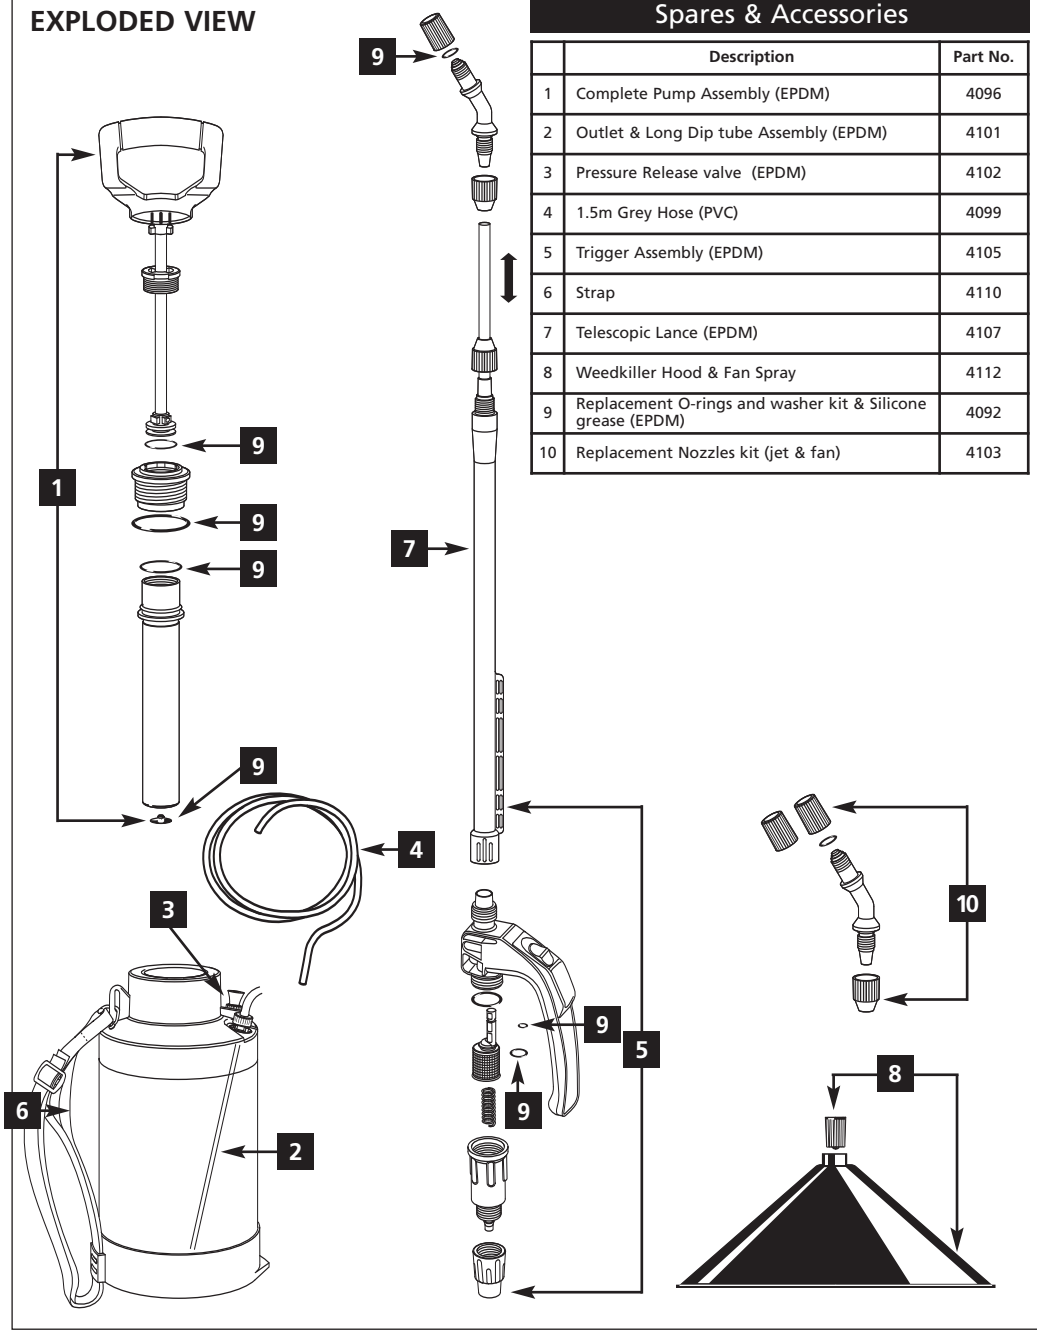 EXPLODED VIEW
Spares & Accessories
Description Part No.
1 Complete Pump Assembly (EPDM) 4096
2 Outlet & Long Dip tube Assembly (EPDM) 4101
3 Pressure Release valve (EPDM) 4102
4 1.5m Grey Hose (PVC) 4099
5 Trigger Assembly (EPDM) 4105
6 Strap 4110
7 Telescopic Lance (EPDM) 4107
8 Weedkiller Hood & Fan Spray 4112
9 Replacement O-rings and washer kit & Silicone
grease (EPDM) 4092
10 Replacement Nozzles kit (jet & fan) 4103
9
9
1
9
9
7
9
4
3
10
9
5
8
9
6
2